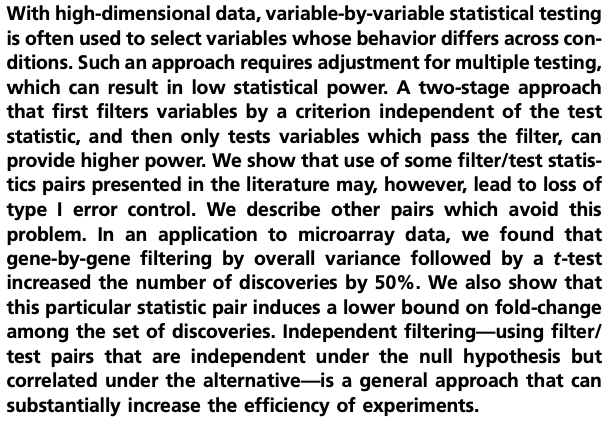 With high-dimensional data, variable-by-variable statistical testing
is often used to select variables whose behavior differs across con-
ditions. Such an approach requires adjustment for multiple testing,
which can result in low statistical power. A two-stage approach
that first filters variables by a criterion independent of the test
statistic, and then only tests variables which pass the filter, can
provide higher power. We show that use of some filter/test statis-
tics pairs presented in the literature may, however, lead to loss of
type I error control. We describe other pairs which avoid this
problem. In an application to microarray data, we found that
gene-by-gene filtering by overall variance followed by a t-test
increased the number of discoveries by 50%. We also show that
this particular statistic pair induces a lower bound on fold-change
among the set of discoveries. Independent filtering—using filter/
test pairs that are independent under the null hypothesis but
correlated under the alternative—is a general approach that can
substantially increase the efficiency of experiments.